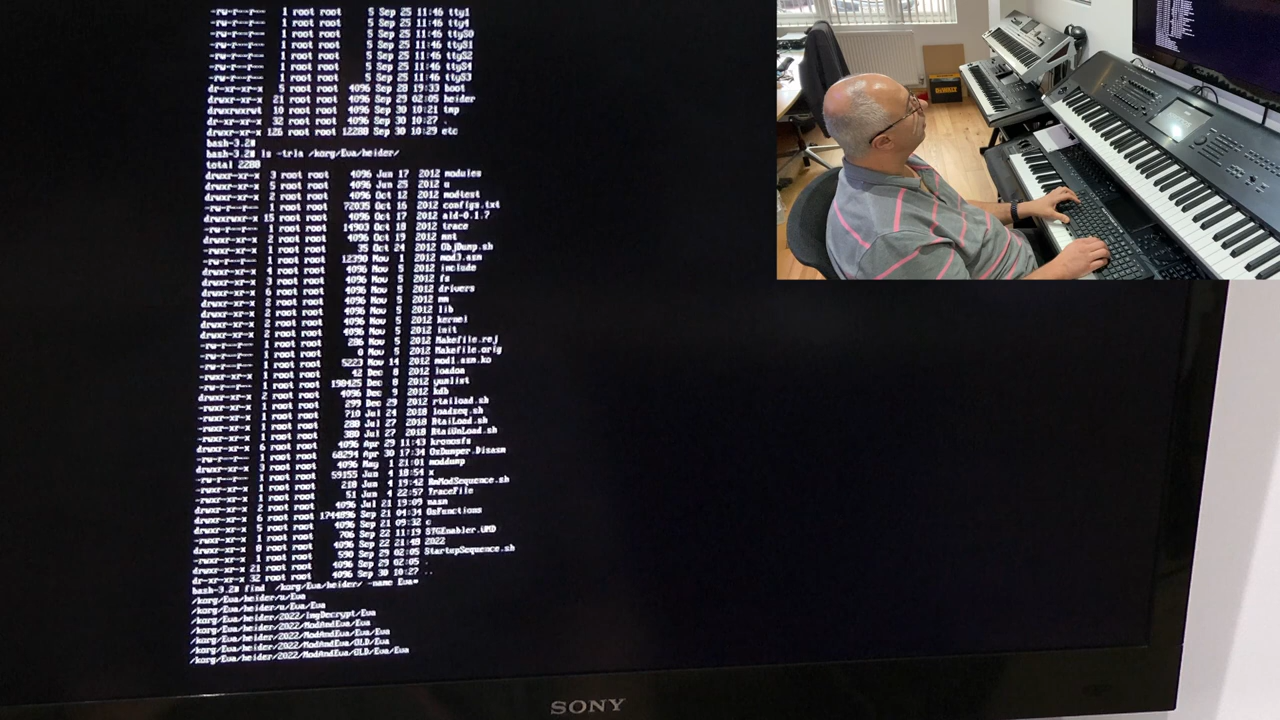 -rw-r--r-- 1 root root 5 Sep 25 11:46 tty1
-rw-r--r-- 1 root root 5 Sep 25 11:46 tty4
-rw-r--r-- 1 root root 5 Sep 25 11:46 ttyS0
-rw-r--r-- 1 root root 5 Sep 25 11:46 ttyS1
-rw-r--r-- 1 root root 5 Sep 25 11:46 ttyS2
-rw-r--r-- 1 root root 5 Sep 25 11:46 ttyS4
-rw-r--r-- 1 root root 5 Sep 25 11:46 ttyS3
dr-xr-xr-x 5 root root 4096 Sep 28 19:33 boot
drwxr-xr-x 21 root root 4096 Sep 29 02:05 heider
drwxrwxrwt 10 root root 4096 Sep 30 10:21 tmp
dr-xr-xr-x 32 root root 4096 Sep 30 10:27 .
drwxr-xr-x 126 root root 12288 Sep 30 10:29 etc
bash-3.2#
bash-3.2# ls -trla /korg/Eva/heider/
total 2280
drwxr-xr-x 3 root root 4096 Jun 17 2012 modules
drwxr-xr-x 5 root root 4096 Jun 25 2012 u
drwxr-xr-x 2 root root 4096 Oct 12 2012 modtest
-rw-r--r-- 1 root root 72035 Oct 16 2012 configs.txt
drwxrwxr-x 15 root root 4096 Oct 17 2012 ald-0.1.7
-rw-r--r-- 1 root root 14903 Oct 18 2012 trace
drwxr-xr-x 2 root root 4096 Oct 19 2012 mnt
-rwxr-xr-x 1 root root 35 Oct 24 2012 ObjDump.sh
-rw-r--r-- 1 root root 12390 Nov 1 2012 mod3.asm
drwxr-xr-x 4 root root 4096 Nov 5 2012 include
drwxr-xr-x 3 root root 4096 Nov 5 2012 fs
drwxr-xr-x 6 root root 4096 Nov 5 2012 drivers
drwxr-xr-x 2 root root 4096 Nov 5 2012 mm
drwxr-xr-x 2 root root 4096 Nov 5 2012 lib
drwxr-xr-x 2 root root 4096 Nov 5 2012 kernel
drwxr-xr-x 2 root root 4096 Nov 5 2012 init
-rw-r--r-- 1 root root 286 Nov 5 2012 Makefile.rej
-rw-r--r-- 1 root root 0 Nov 5 2012 Makefile.orig
-rw-r--r-- 1 root root 5223 Nov 14 2012 mod1.asm.ko
-rwxr-xr-x 1 root root 42 Dec 8 2012 loadon
-rw-r--r-- 1 root root 198425 Dec 8 2012 yumlist
drwxr-xr-x 2 root root 4096 Dec 9 2012 kdb
-rwxr-xr-x 1 root root 299 Dec 29 2012 rtaiload.sh
-rwxr-xr-x 1 root root 710 Jul 24 2018 loadseq.sh
-rwxr-xr-x 1 root root 288 Jul 27 2018 RtaiLoad.sh
-rwxr-xr-x 1 root root 380 Jul 27 2018 RtaiUnLoad.sh
drwxr-xr-x 6 root root 4096 Apr 29 11:43 kronosfs
-rw-r--r-- 1 root root 68294 Apr 30 17:34 OsDumper.Disasm
drwxr-xr-x 3 root root 4096 May 1 21:01 moddump
-rw-r--r-- 1 root root 59155 Jun 4 18:54 x
-rwxr-xr-x 1 root root 218 Jun 4 19:42 RmModSequence.sh
-rw-r--r-- 1 root root 51 Jun 4 22:57 TraceFile
drwxr-xr-x 2 root root 4096 Jul 21 19:09 nasm
-rwxr-xr-x 6 root root 1744896 Sep 21 04:34 OsFunctions
drwxr-xr-x 5 root root 4096 Sep 21 09:32 c
-rwxr-xr-x 1 root root 706 Sep 22 11:19 STGEnabler.UMD
drwxr-xr-x 8 root root 4096 Sep 22 21:48 2022
-rwxr-xr-x 1 root root 590 Sep 29 02:05 StartupSequence.sh
drwxr-xr-x 21 root root 4096 Sep 29 02:05 .
dr-xr-xr-x 32 root root 4096 Sep 30 10:27 ..
bash-3.2# find /korg/Eva/heider/ -name Eva*
/korg/Eva/heider/u/Eva
/korg/Eva/heider/u/Eva/Eva
/korg/Eva/heider/2022/ImgDecrypt/Eva
/korg/Eva/heider/2022/ModAndEva/Eva
/korg/Eva/heider/2022/ModAndEva/Eva/Eva
/korg/Eva/heider/2022/ModAndEva/OLD/Eva
/korg/Eva/heider/2022/ModAndEva/OLD/Eva/Eva
DEWALT
SONY